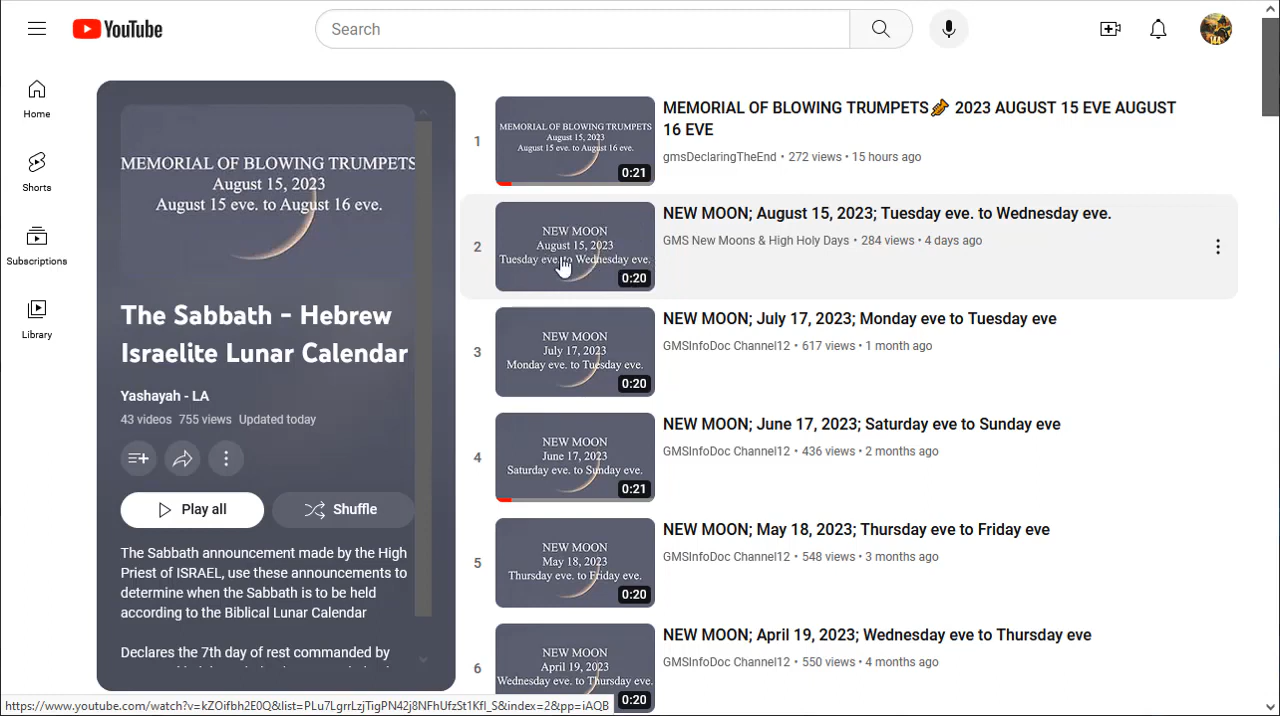 YouTube
Search
Home
Shorts
Subscriptions
Library
MEMORIAL OF BLOWING TRUMPETS
August 15, 2023
August 15 eve. to August 16 eve.
The Sabbath - Hebrew
Israelite Lunar Calendar
Yashayah - LA
43 videos 755 views Updated today
Play all
Shuffle
The Sabbath announcement made by the High
Priest of ISRAEL, use these announcements to
determine when the Sabbath is to be held
according to the Biblical Lunar Calendar
Declares the 7th day of rest commanded by
1
MEMORIAL OF BLOWING TRUMPETS
August 15, 2023
August 15 eve. to August 16 eve.
0:21
MEMORIAL OF BLOWING TRUMPETS🎺 2023 AUGUST 15 EVE AUGUST
16 EVE
gmsDeclaringTheEnd • 272 views • 15 hours ago
2
NEW MOON
August 15, 2023
Tuesday eve. to Wednesday eve.
0:20
NEW MOON; August 15, 2023; Tuesday eve. to Wednesday eve.
GMS New Moons & High Holy Days • 284 views • 4 days ago
3
NEW MOON
July 17, 2023
Monday eve. to Tuesday eve.
0:20
NEW MOON; July 17, 2023; Monday eve to Tuesday eve
GMSInfoDoc Channel12 • 617 views • 1 month ago
4
NEW MOON
June 17, 2023
Saturday eve. to Sunday eve.
0:21
NEW MOON; June 17, 2023; Saturday eve to Sunday eve
GMSInfoDoc Channel12 • 436 views • 2 months ago
5
NEW MOON
May 18, 2023
Thursday eve. to Friday eve.
0:20
NEW MOON; May 18, 2023; Thursday eve to Friday eve
GMSInfoDoc Channel12 • 548 views • 3 months ago
6
NEW MOON
April 19, 2023
Wednesday eve. to Thursday eve.
0:20
NEW MOON; April 19, 2023; Wednesday eve to Thursday eve
GMSInfoDoc Channel12 • 550 views • 4 months ago
https://www.youtube.com/watch?v=kZOifbh2E0Q&list=PLu7LgrrLzjTigPN42j8NFhUfzSt1KfI_S&index=2&pp=iAQB